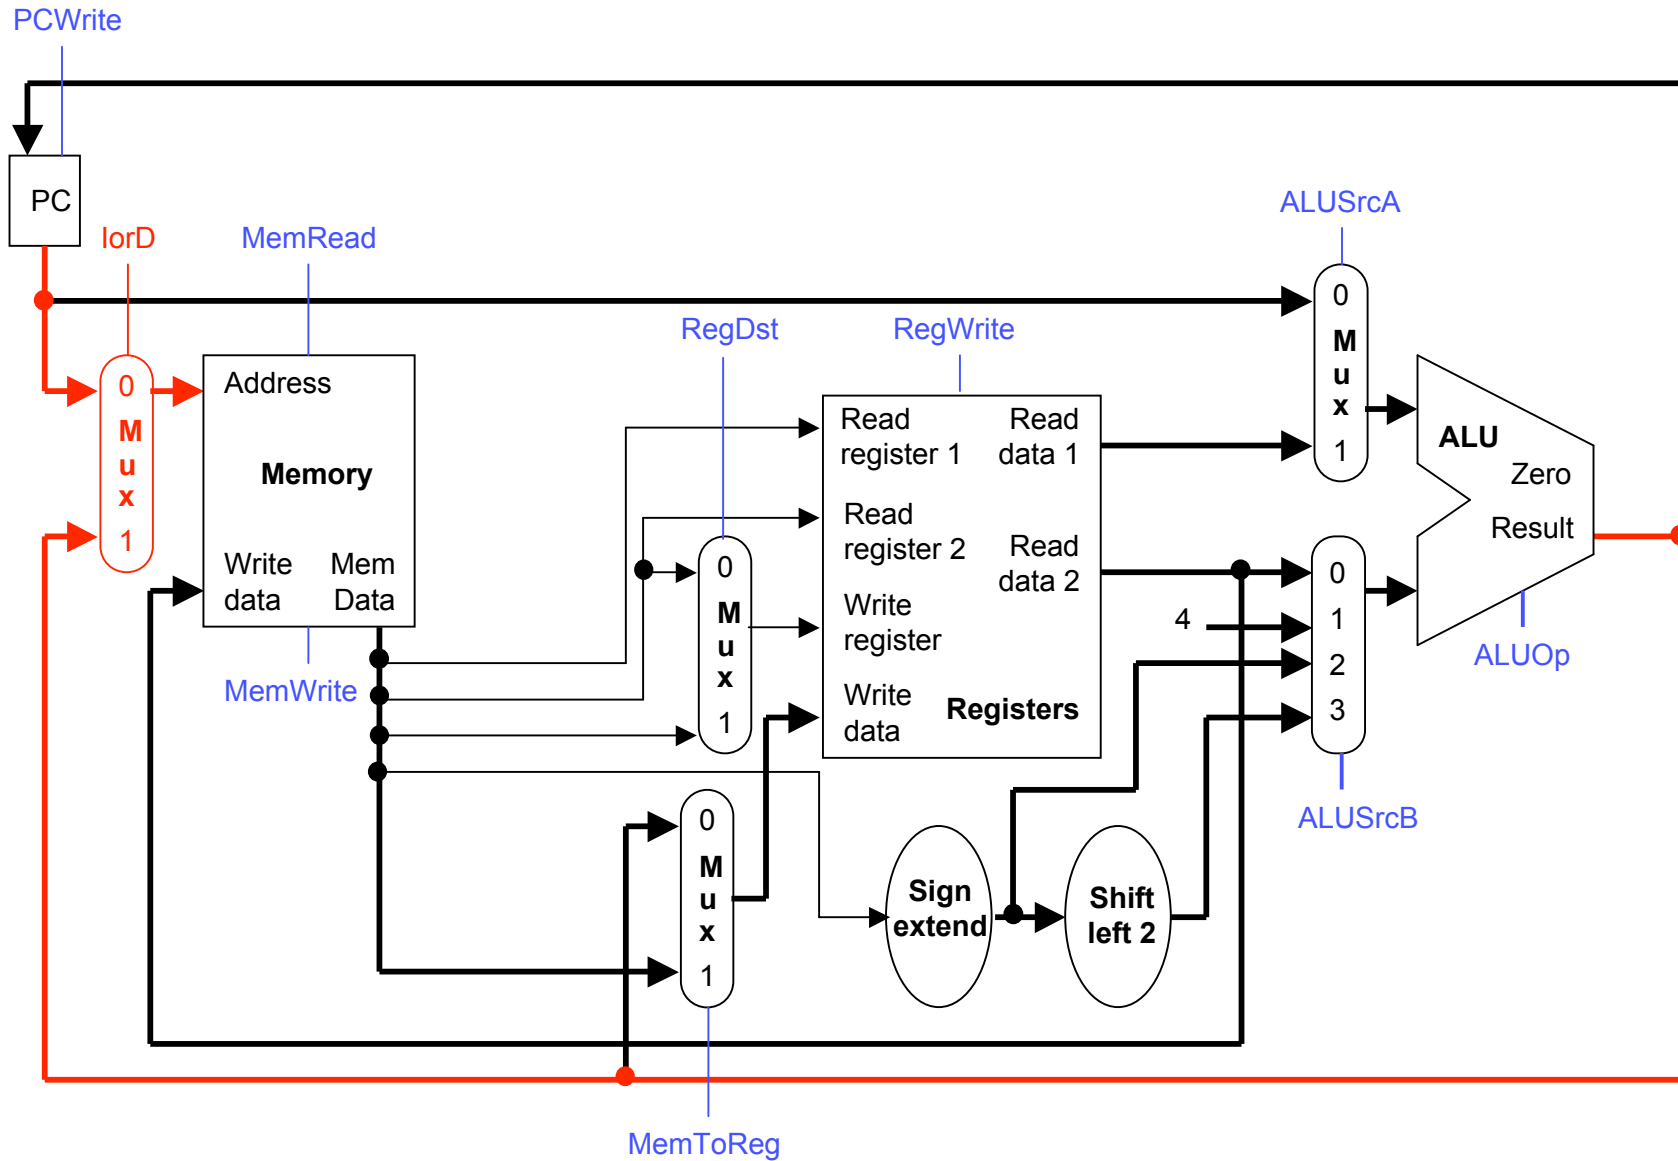 PCWrite
PC
IorD
MemRead
ALUSrcA
RegDst
RegWrite
0
M
u
x
1
Address
Memory
Write
data
Mem
Data
MemWrite
0
M
u
x
1
Read
register 1
Read
data 1
Read
register 2
Read
data 2
Write
register
Write
data
Registers
0
M
u
x
1
ALU
Zero
Result
ALUOp
4
0
1
2
3
ALUSrcB
0
M
u
x
1
Sign
extend
Shift
left 2
MemToReg